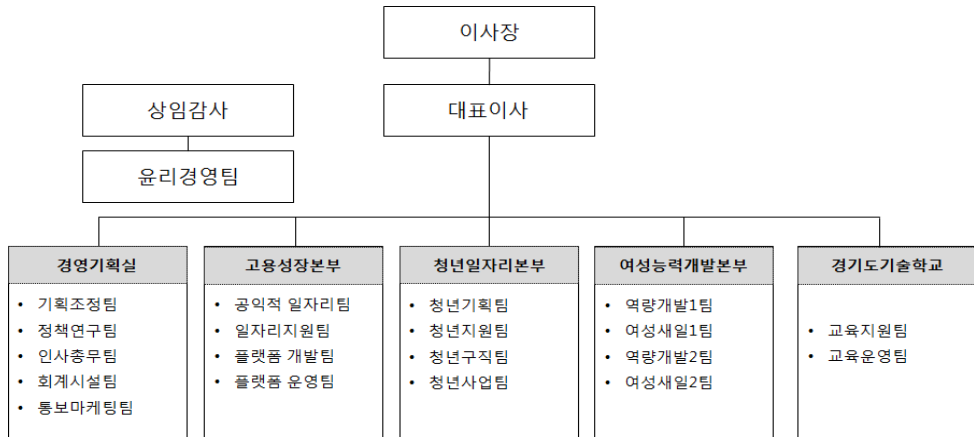 이사장
상임감사
대표이사
윤리경영팀
경영기획실
• 기획조정팀
• 정책연구팀
• 인사총무팀
• 회계시설팀
• 통보마케팅팀
고용성장본부
• 공익적 일자리팀
• 일자리지원팀
• 플랫폼 개발팀
• 플랫폼 운영팀
청년일자리본부
• 청년기획팀
• 청년지원팀
• 청년구직팀
• 청년사업팀
여성능력개발본부
• 역량개발1팀
• 여성새일1팀
• 역량개발2팀
• 여성새일2팀
경기도기술학교
• 교육지원팀
• 교육운영팀